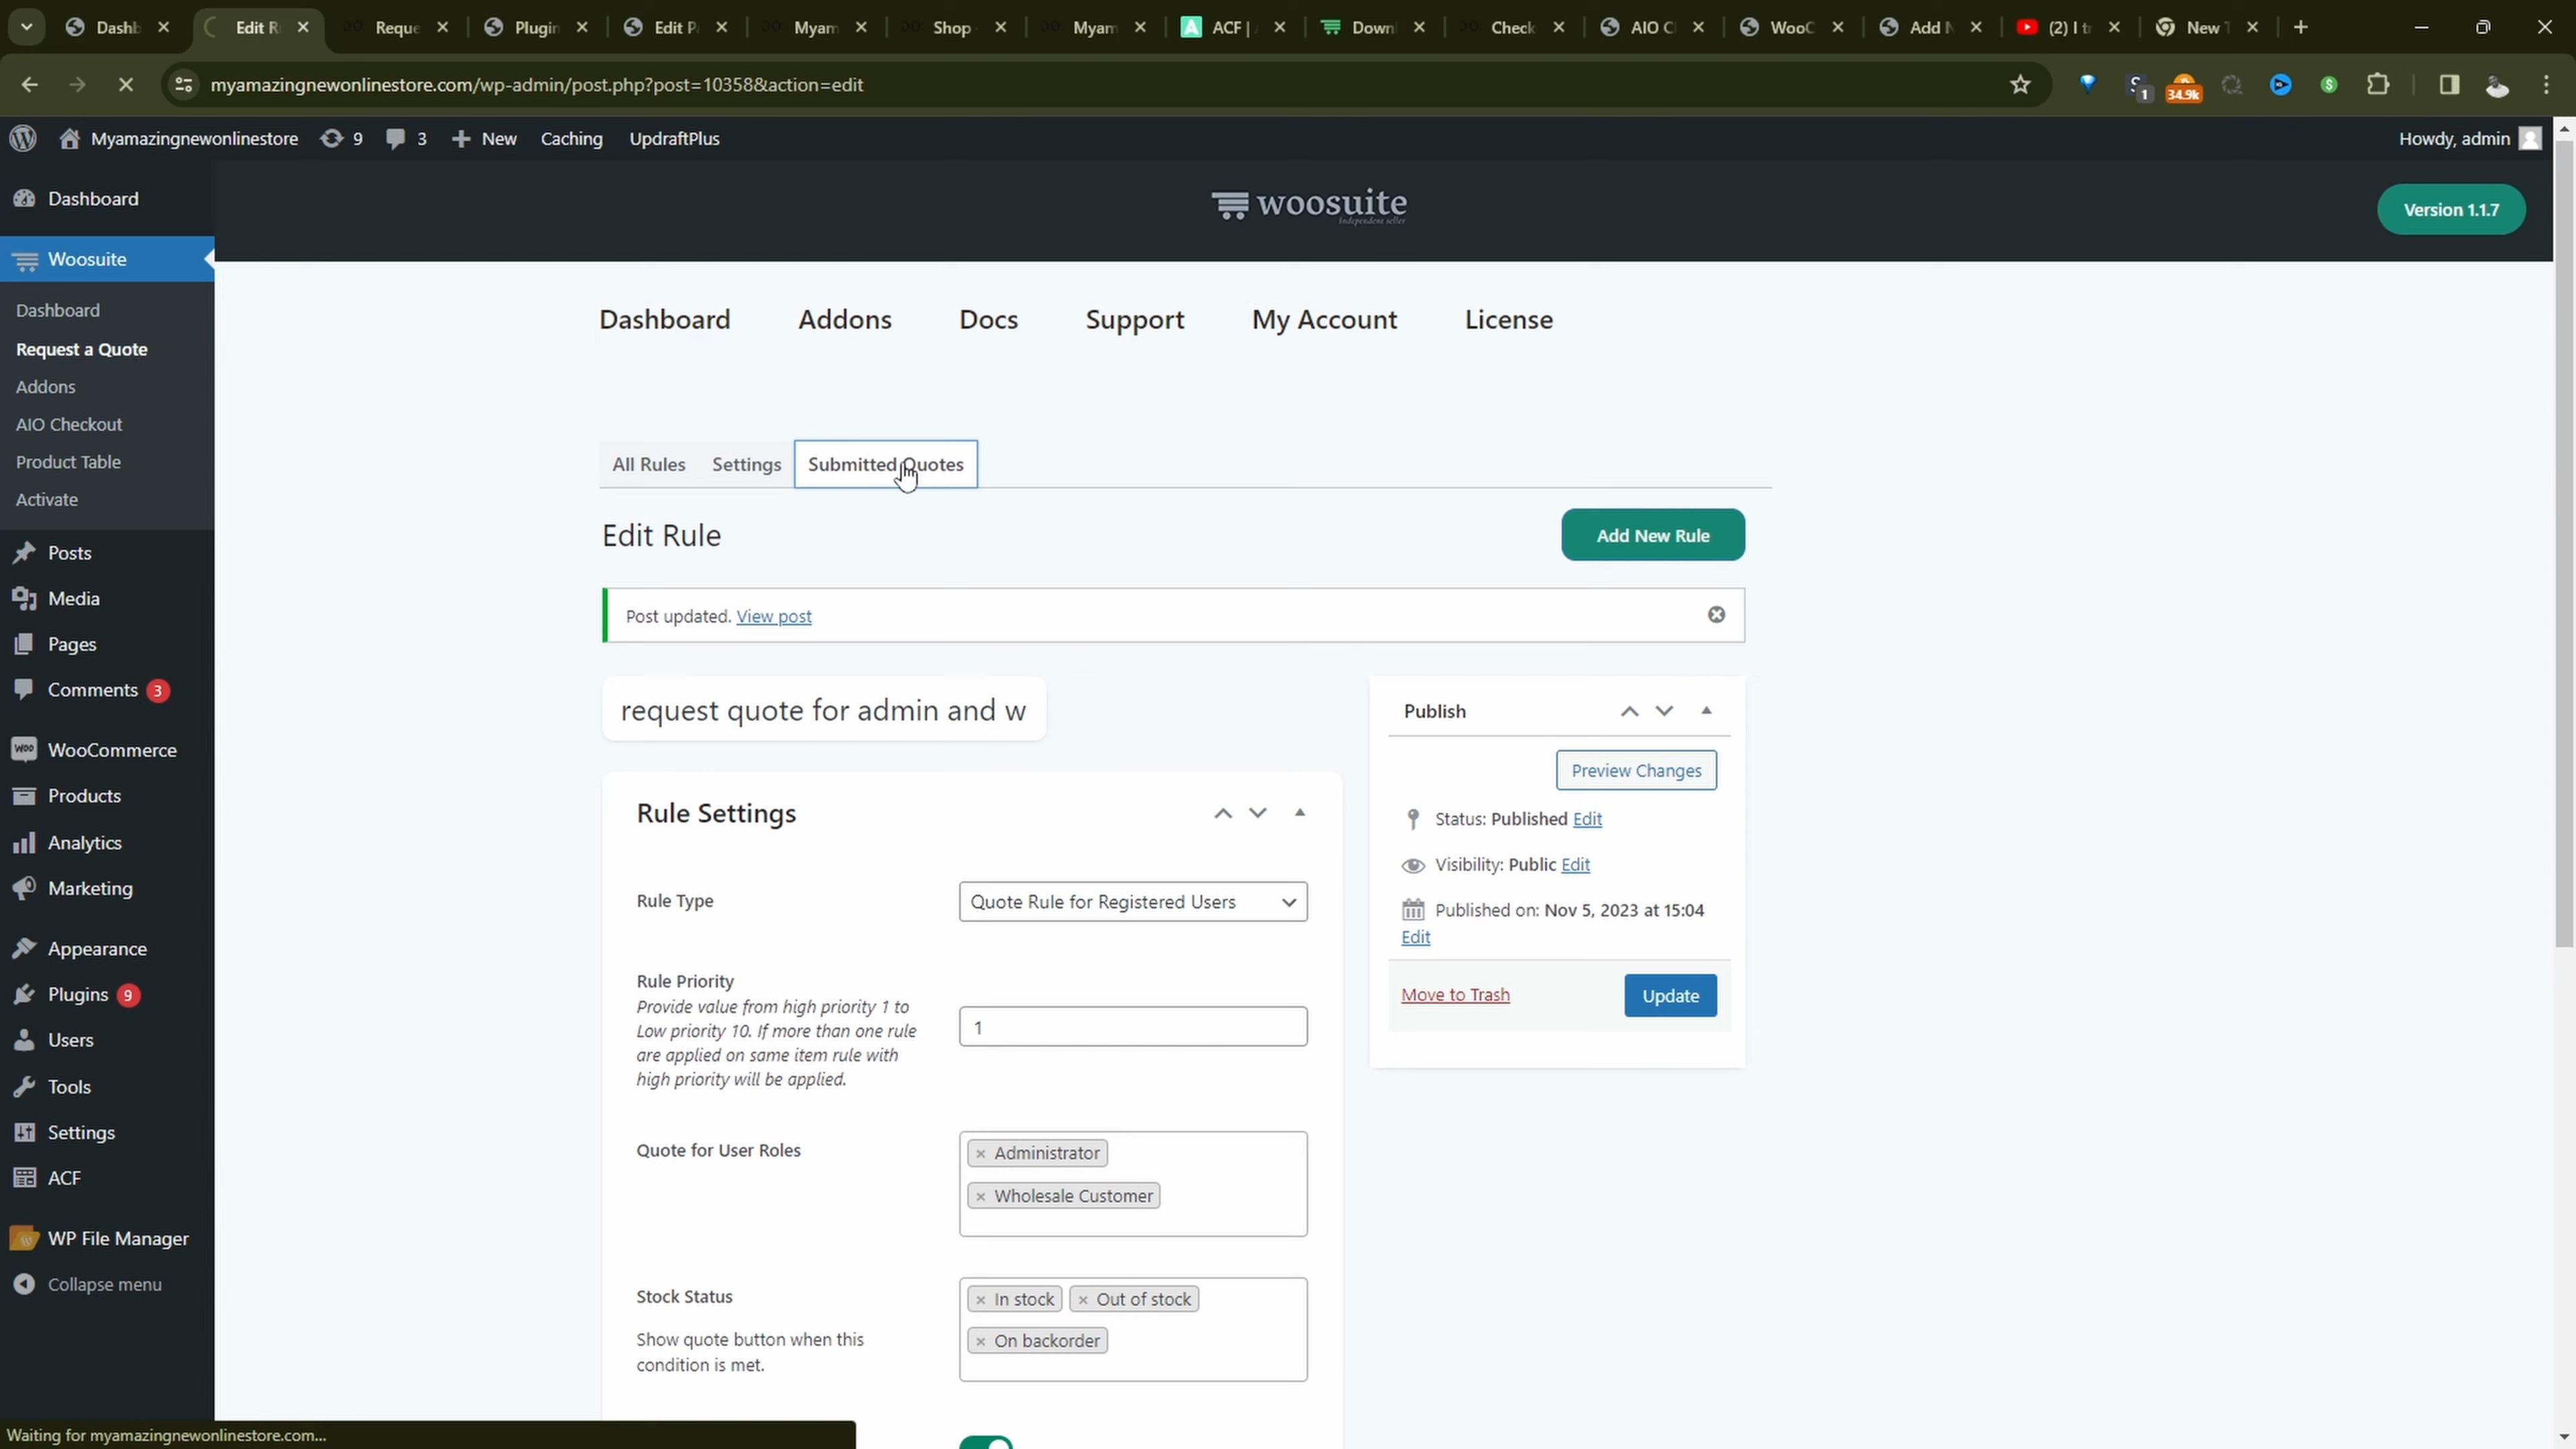 Dashb
Edit R
Reque
Plugin
Edit P
Myam
Shop -
Myam
ACF |
Down
Check
AIO C
WooC
Add N
(2) I t
New T
myamazingnewonlinestore.com/wp-admin/post.php?post=10358&action=edit
1
34.9k
Myamazingnewonlinestore
9
3
New
Caching
UpdraftPlus
Howdy, admin
Dashboard
Woosuite
Dashboard
Request a Quote
Addons
AIO Checkout
Product Table
Activate
Posts
Media
Pages
Comments 3
WooCommerce
Products
Analytics
Marketing
Appearance
Plugins 9
Users
Tools
Settings
ACF
WP File Manager
Collapse menu
woosuite
Independent seller
Version 1.1.7
Dashboard Addons Docs Support My Account License
All Rules Settings Submitted Quotes
Edit Rule
Add New Rule
Post updated. View post
request quote for admin and w
Rule Settings
Rule Type
Quote Rule for Registered Users
Rule Priority
Provide value from high priority 1 to
Low priority 10. If more than one rule
are applied on same item rule with
high priority will be applied.
1
Quote for User Roles
× Administrator
× Wholesale Customer
Stock Status
Show quote button when this
condition is met.
× In stock × Out of stock
× On backorder
Publish
Preview Changes
Status: Published Edit
Visibility: Public Edit
Published on: Nov 5, 2023 at 15:04
Edit
Move to Trash
Update
Waiting for myamazingnewonlinestore.com...